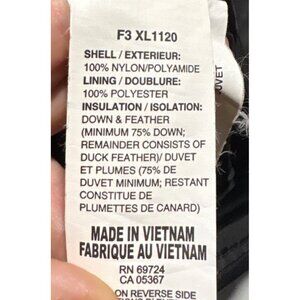 F3 XL1120
SHELL / EXTERIEUR:
100% NYLON/POLYAMIDE
LINING / DOUBLURE:
100% POLYESTER
INSULATION / ISOLATION:
DOWN & FEATHER
(MINIMUM 75% DOWN;
REMAINDER CONSISTS OF
DUCK FEATHER)/ DUVET
ET PLUMES (75% DE
DUVET MINIMUM; RESTANT
CONSTITUE DE
PLUMETTES DE CANARD)
MADE IN VIETNAM
FABRIQUE AU VIETNAM
RN 69724
CA 05367
ON REVERSE SIDE
UVET